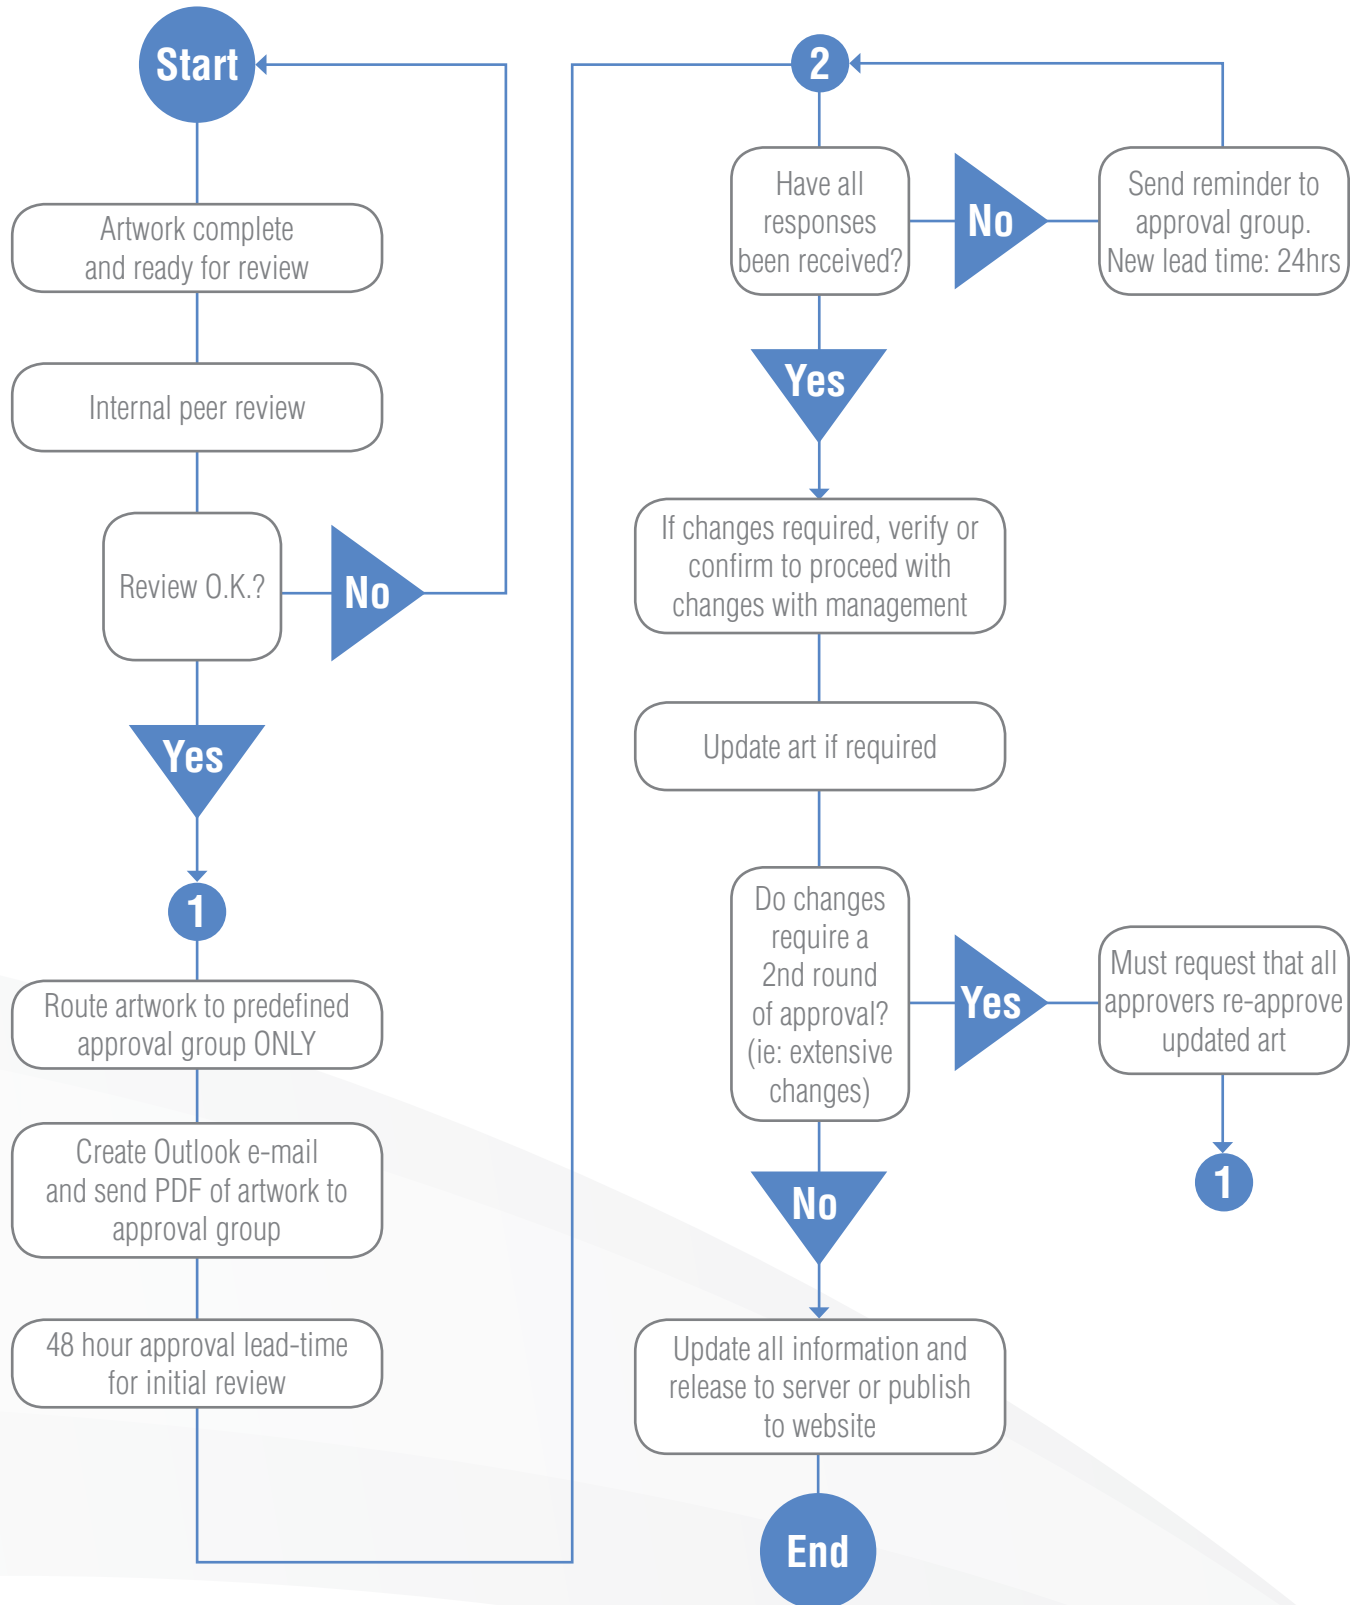 Start
Artwork complete
and ready for review
Internal peer review
Review O.K.?
No
Yes
1
Route artwork to predefined
approval group ONLY
Create Outlook e-mail
and send PDF of artwork to
approval group
48 hour approval lead-time
for initial review
2
Have all
responses
been received?
No
Send reminder to
approval group.
New lead time: 24hrs
Yes
If changes required, verify or
confirm to proceed with
changes with management
Update art if required
Do changes
require a
2nd round
of approval?
(ie: extensive
changes)
Yes
Must request that all
approvers re-approve
updated art
1
No
Update all information and
release to server or publish
to website
End